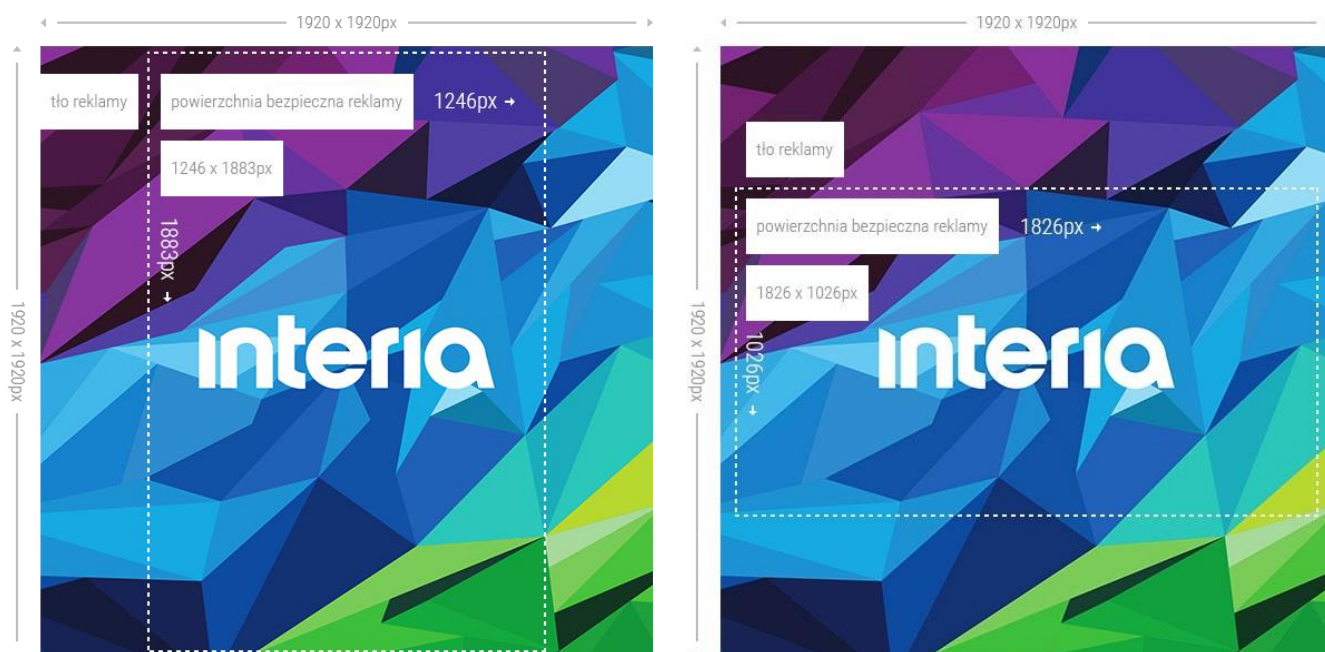 1920 x 1920px
tło reklamy
powierzchnia bezpieczna reklamy
1246px
1246 x 1883px
1883px
1920 x 1920px
interia
1920 x 1920px
tło reklamy
powierzchnia bezpieczna reklamy
1826px
1826 x 1026px
1026px
1920 x 1920px
interia